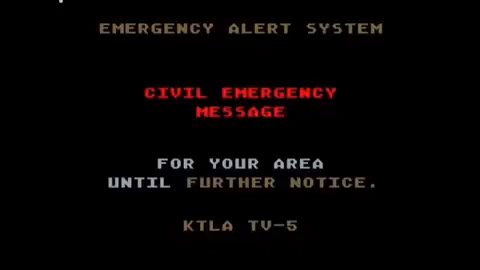 EMERGENCY ALERT SYSTEM
CIVIL EMERGENCY
MESSAGE
FOR YOUR AREA
UNTIL FURTHER NOTICE.
KTLA TV-5